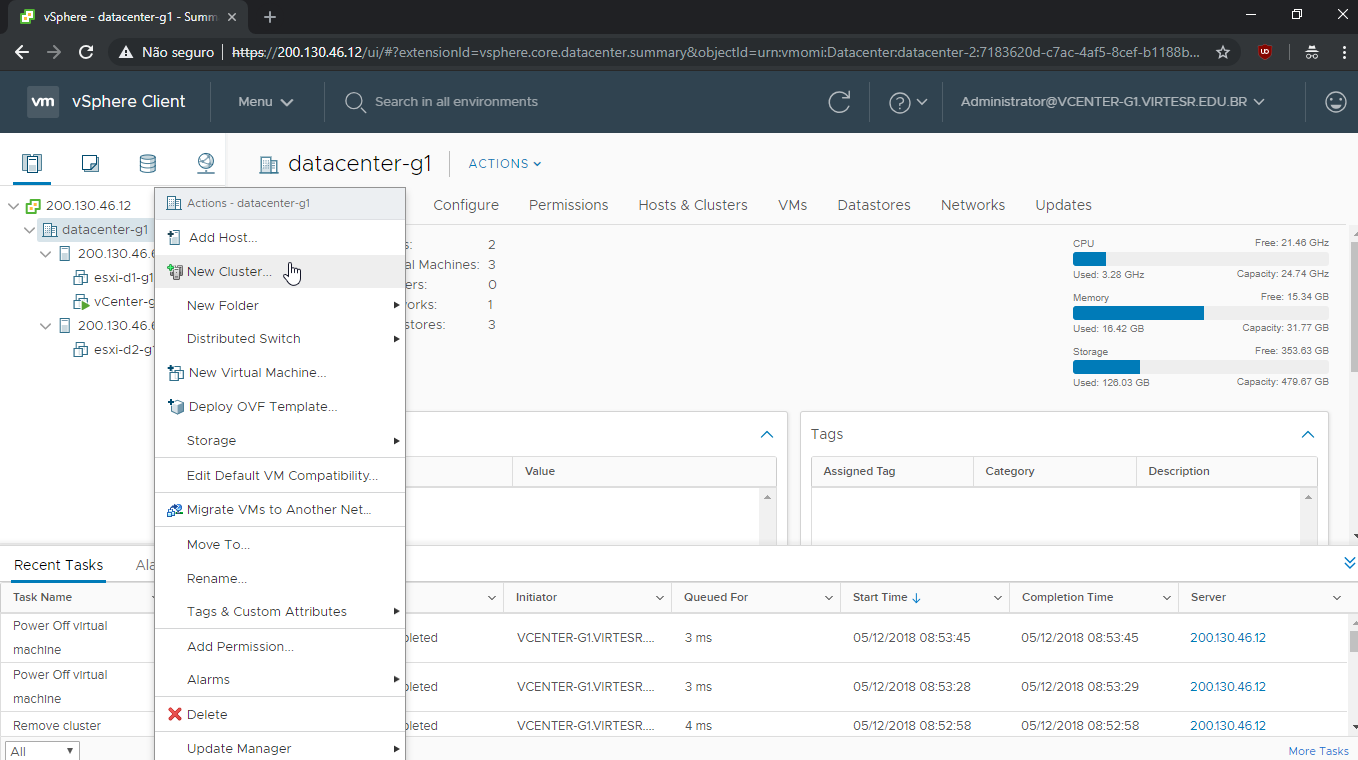 vSphere - datacenter-g1 - Summ
Não seguro
https://200.130.46.12/ui/#?extensionId=vsphere.core.datacenter.summary&objectId=urn:vmomi:Datacenter:datacenter-2:7183620d-c7ac-4af5-8cef-b1188b...
vm vSphere Client
Menu
Search in all environments
Administrator@VCENTER-G1.VIRTESR.EDU.BR
datacenter-g1
ACTIONS
Configure
Permissions
Hosts & Clusters
VMs
Datastores
Networks
Updates
200.130.46.12
datacenter-g1
200.130.46.6
esxi-d1-g1
vCenter-g
200.130.46.6
esxi-d2-g1
Actions - datacenter-g1
Add Host...
New Cluster...
New Folder
Distributed Switch
New Virtual Machine...
Deploy OVF Template...
Storage
Edit Default VM Compatibility...
Migrate VMs to Another Net...
Move To...
Rename...
Tags & Custom Attributes
Add Permission...
Alarms
Delete
Update Manager
s: 2
al Machines: 3
ers: 0
orks: 1
stores: 3
CPU Free: 21.46 GHz
Used: 3.28 GHz Capacity: 24.74 GHz
Memory Free: 15.34 GB
Used: 16.42 GB Capacity: 31.77 GB
Storage Free: 353.63 GB
Used: 126.03 GB Capacity: 479.67 GB
Value
Tags
Assigned Tag Category Description
Recent Tasks Ala
Task Name Initiator Queued For Start Time Completion Time Server
Power Off virtual
machine
pleted VCENTER-G1.VIRTESR.... 3 ms 05/12/2018 08:53:45 05/12/2018 08:53:45 200.130.46.12
Power Off virtual
machine
pleted VCENTER-G1.VIRTESR.... 3 ms 05/12/2018 08:53:28 05/12/2018 08:53:29 200.130.46.12
Remove cluster pleted VCENTER-G1.VIRTESR.... 4 ms 05/12/2018 08:52:58 05/12/2018 08:52:58 200.130.46.12
All
More Tasks